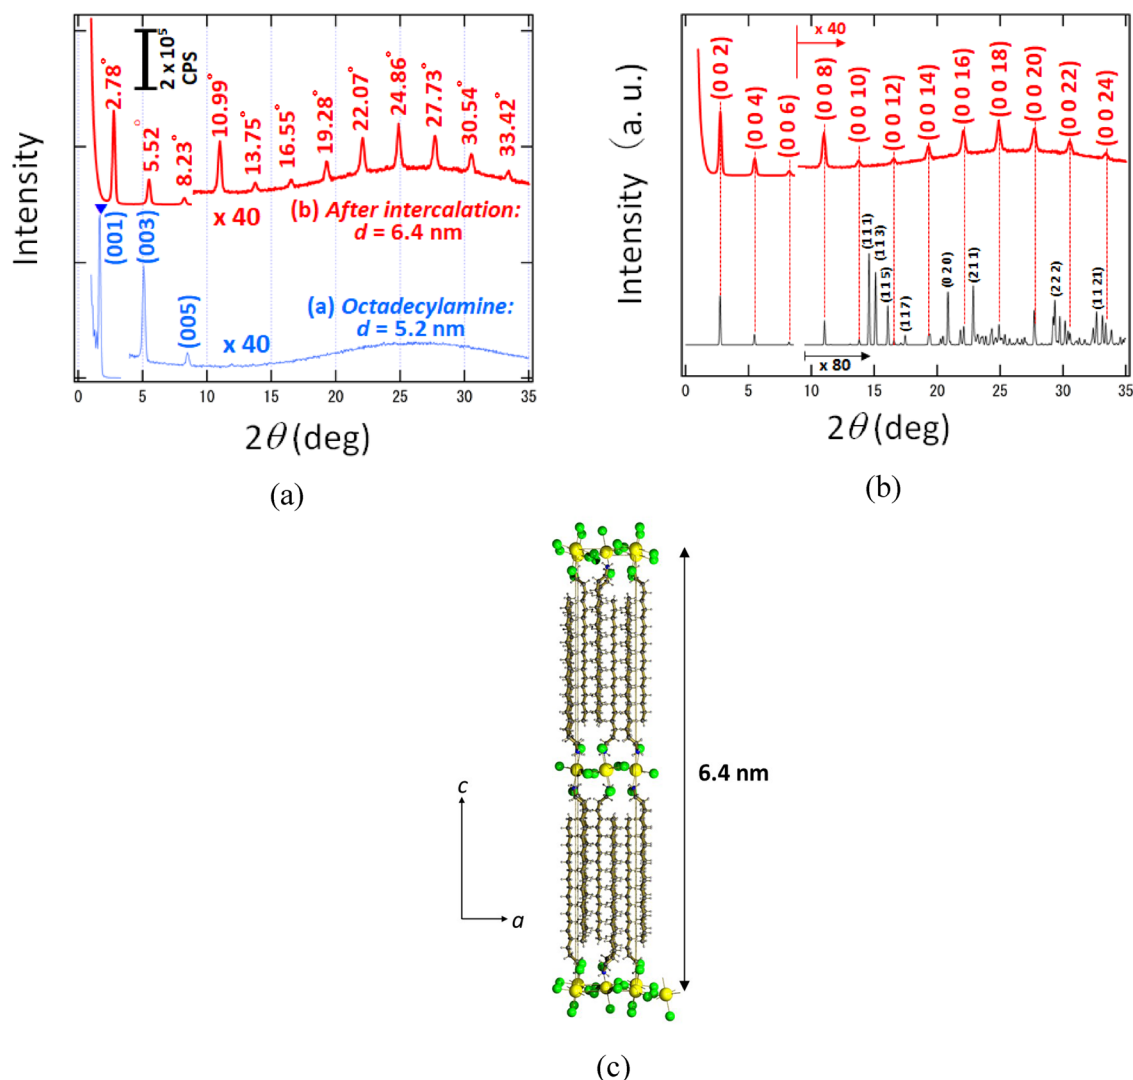 2 x 10⁵
CPS
2.78°
5.52°
8.23°
10.99°
13.75°
16.55°
19.28°
22.07°
24.86°
27.73°
30.54°
33.42°
x 40
(b) After intercalation:
d = 6.4 nm
(001)
(003)
(005)
x 40
(a) Octadecylamine:
d = 5.2 nm
Intensity
0 5 10 15 20 25 30 35
2θ (deg)
(a)
x 40
(0 0 2)
(0 0 4)
(0 0 6)
(0 0 8)
(0 0 10)
(0 0 12)
(0 0 14)
(0 0 16)
(0 0 18)
(0 0 20)
(0 0 22)
(0 0 24)
(1 1 1)
(1 1 3)
(1 1 5)
(1 1 7)
(0 2 0)
(2 1 1)
(2 2 2)
(1 1 21)
x 80
Intensity (a. u.)
0 5 10 15 20 25 30 35
2θ (deg)
(b)
6.4 nm
c
a
(c)